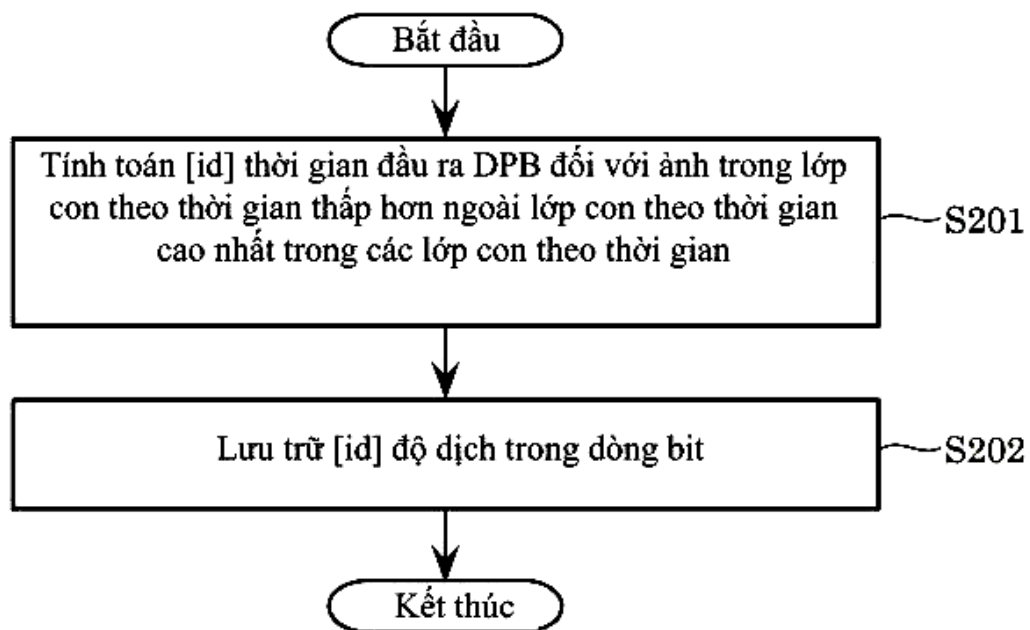 Bắt đầu
Tính toán [id] thời gian đầu ra DPB đối với ảnh trong lớp
con theo thời gian thấp hơn ngoài lớp con theo thời gian
cao nhất trong các lớp con theo thời gian
S201
Lưu trữ [id] độ dịch trong dòng bit
S202
Kết thúc